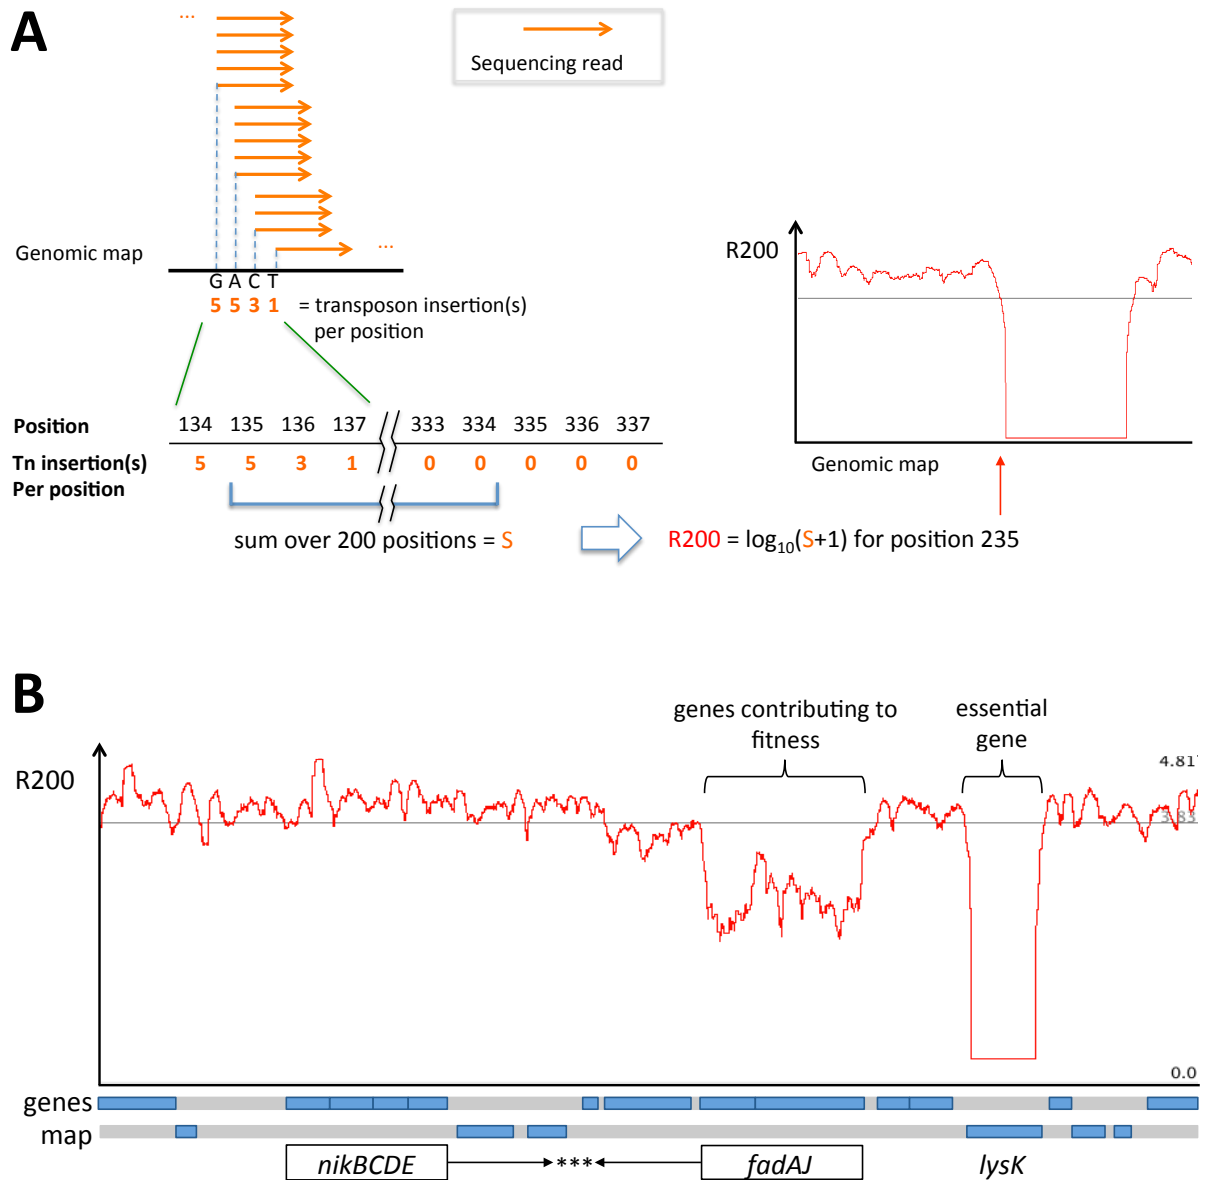 A
...
Sequencing read
...
Genomic map
G A C T
5 5 3 1 = transposon insertion(s)
per position
R200
Genomic map
Position 134 135 136 137 333 334 335 336 337
Tn insertion(s) 5 5 3 1 0 0 0 0 0
Per position
sum over 200 positions = S
R200 = log10(S+1) for position 235
B
genes contributing to
fitness
essential
gene
R200
4.81
3.83
0.0
genes
map
nikBCDE
***
fadAJ
lysK